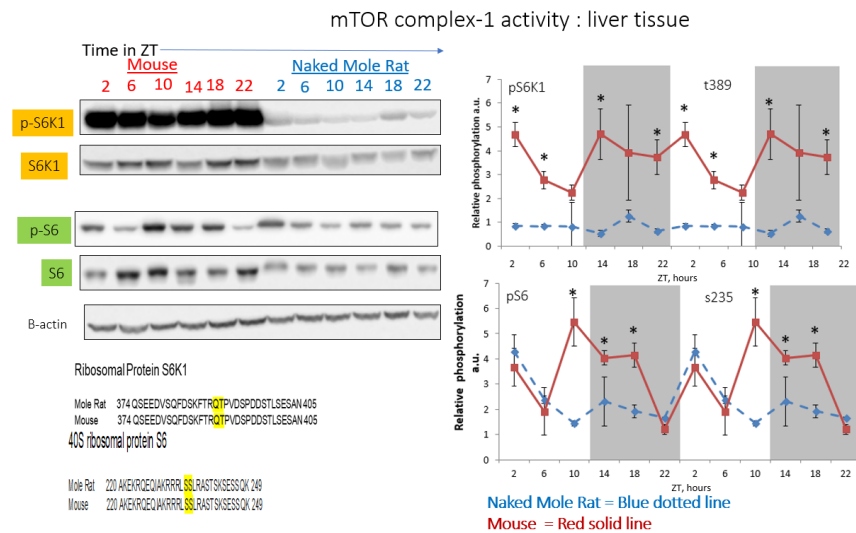 mTOR complex-1 activity : liver tissue
Time in ZT
Mouse
Naked Mole Rat
2 6 10 14 18 22 2 6 10 14 18 22
p-S6K1
S6K1
p-S6
S6
B-actin
Ribosomal Protein S6K1
Mole Rat 374 QSEEDVSQFDSKFTRQTPVDSPDDSTLSESAN 405
Mouse 374 QSEEDVSQFDSKFTRQTPVDSPDDSTLSESAN 405
40S ribosomal protein S6
Mole Rat 220 AKEKRQEQIAKRRRLSSLRASTSKSESSQK 249
Mouse 220 AKEKRQEQIAKRRRLSSLRASTSKSESSQK 249
pS6K1
t389
Relative phosphorylation a.u.
7
6
5
4
3
2
1
0
* * * * * * * *
2 6 10 14 18 22 2 6 10 14 18 22
ZT, hours
pS6
s235
Relative phosphorylation
a.u.
7
6
5
4
3
2
1
0
* * * * * *
2 6 10 14 18 22 2 6 10 14 18 22
ZT, hours
Naked Mole Rat = Blue dotted line
Mouse = Red solid line